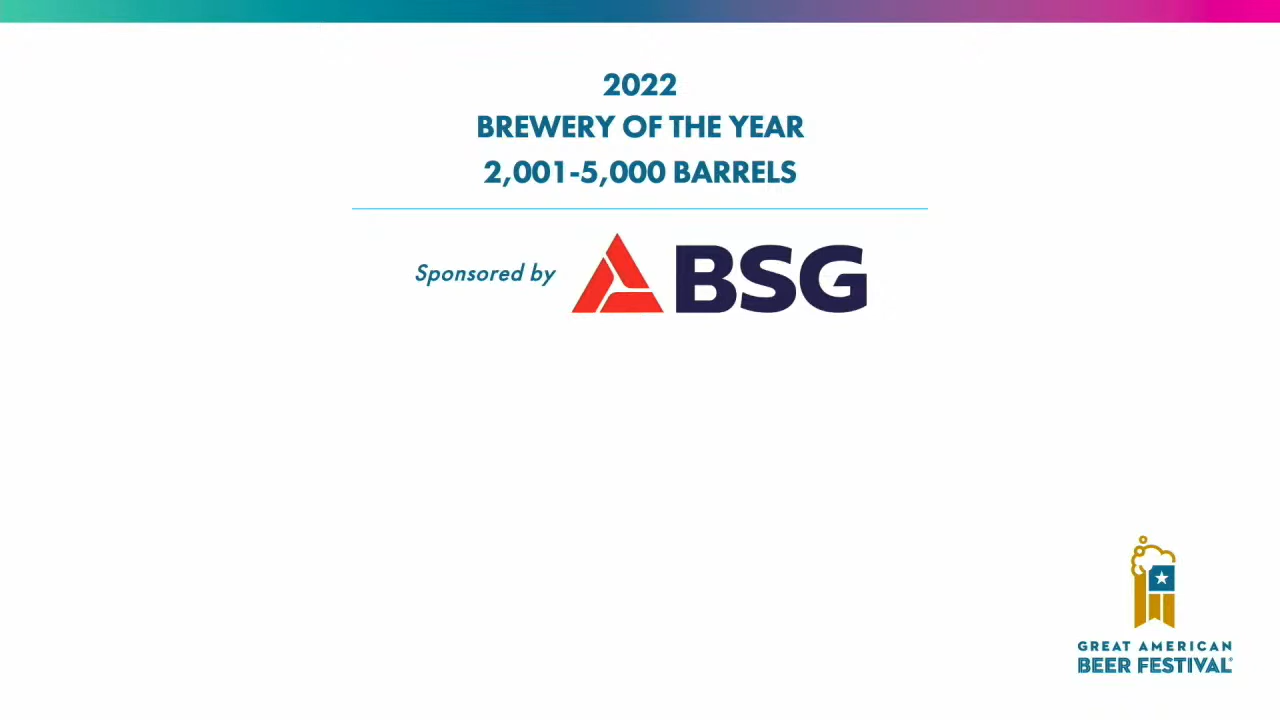 2022
BREWERY OF THE YEAR
2,001-5,000 BARRELS
Sponsored by BSG
GREAT AMERICAN
BEER FESTIVAL